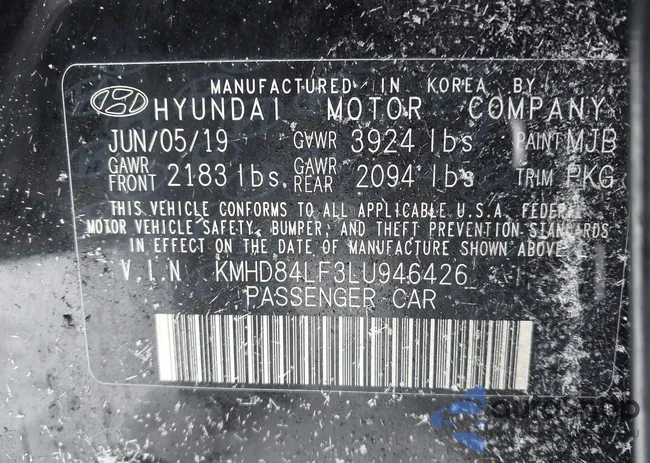 MANUFACTURED IN KOREA BY
HYUNDAI MOTOR COMPANY
JUN/05/19 GVWR 3924 lbs PAINT MJB
GAWR FRONT 2183 lbs GAWR REAR 2094 lbs TRIM PKG
THIS VEHICLE CONFORMS TO ALL APPLICABLE U.S.A. FEDERAL
MOTOR VEHICLE SAFETY, BUMPER, AND THEFT PREVENTION STANDARDS
IN EFFECT ON THE DATE OF MANUFACTURE SHOWN ABOVE.
V.I.N KMHD84LF3LU946426
PASSENGER CAR